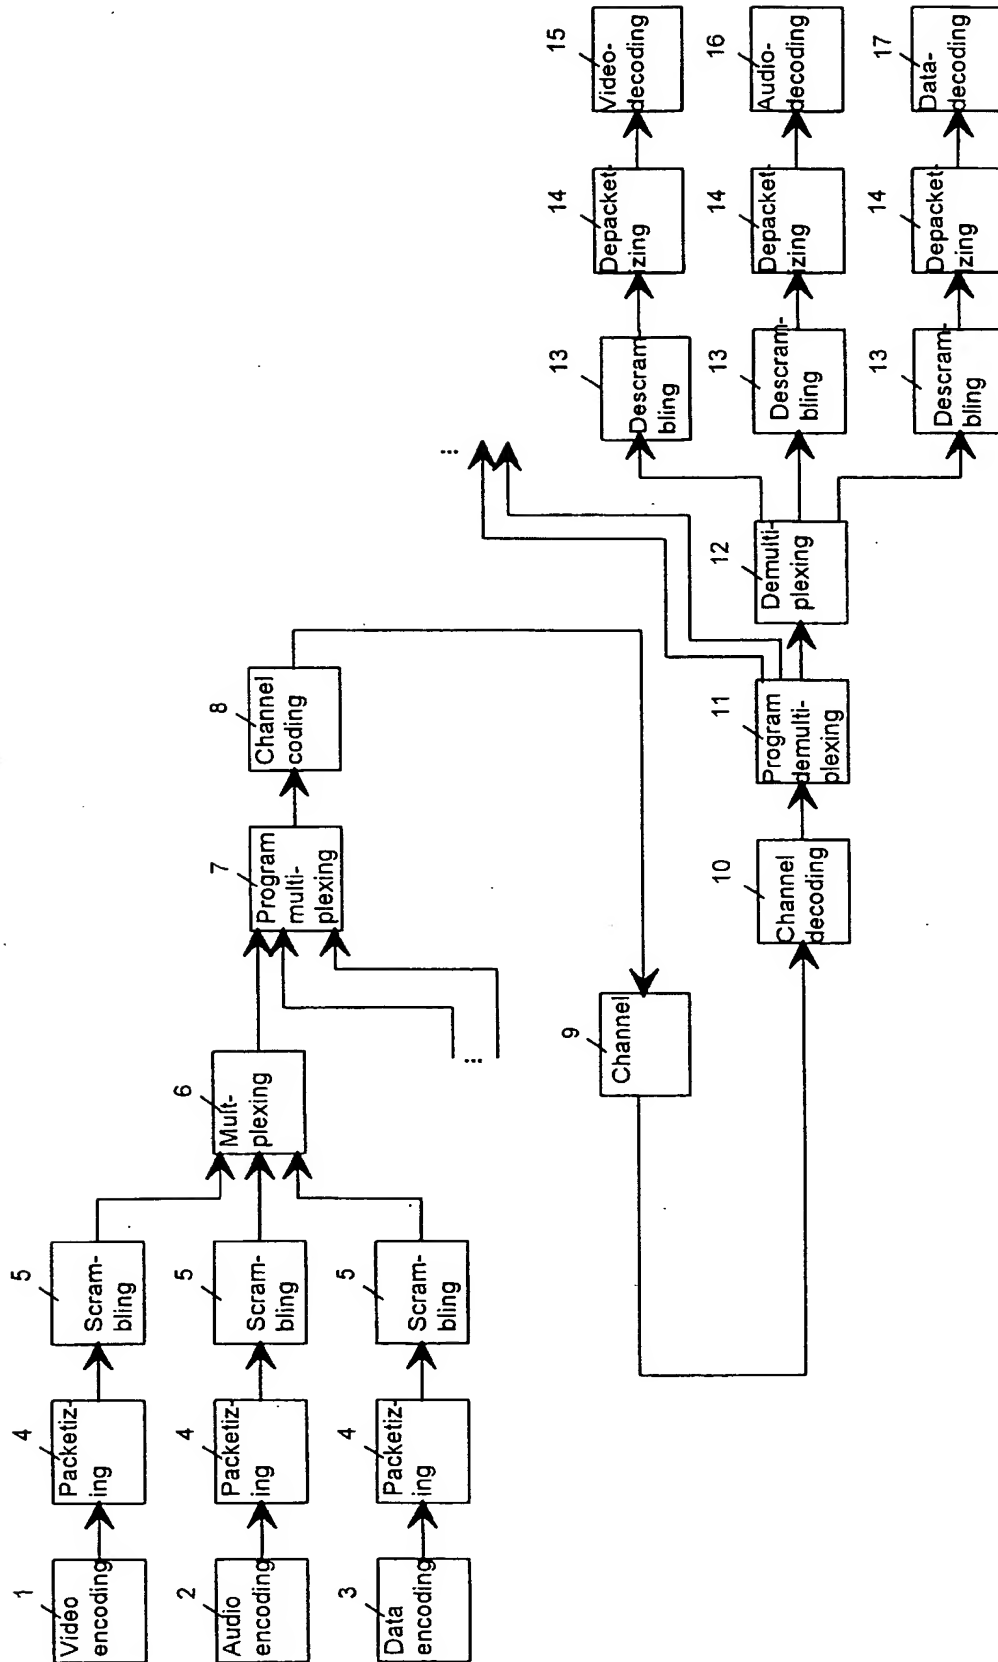 1
Video
encoding
4
Packetiz-
ing
5
Scram-
bling
2
Audio
encoding
4
Packetiz-
ing
5
Scram-
bling
3
Data
encoding
4
Packetiz-
ing
5
Scram-
bling
6
Mult-
plexing
...
7
Program
multi-
plexing
8
Channel
coding
9
Channel
10
Channel
decoding
11
Program
demulti-
plexing
...
12
Demulti-
plexing
13
Descram-
bling
14
Depacket-
izing
15
Video-
decoding
13
Descram-
bling
14
Depacket-
izing
16
Audio-
decoding
13
Descram-
bling
14
Depacket-
izing
17
Data-
decoding